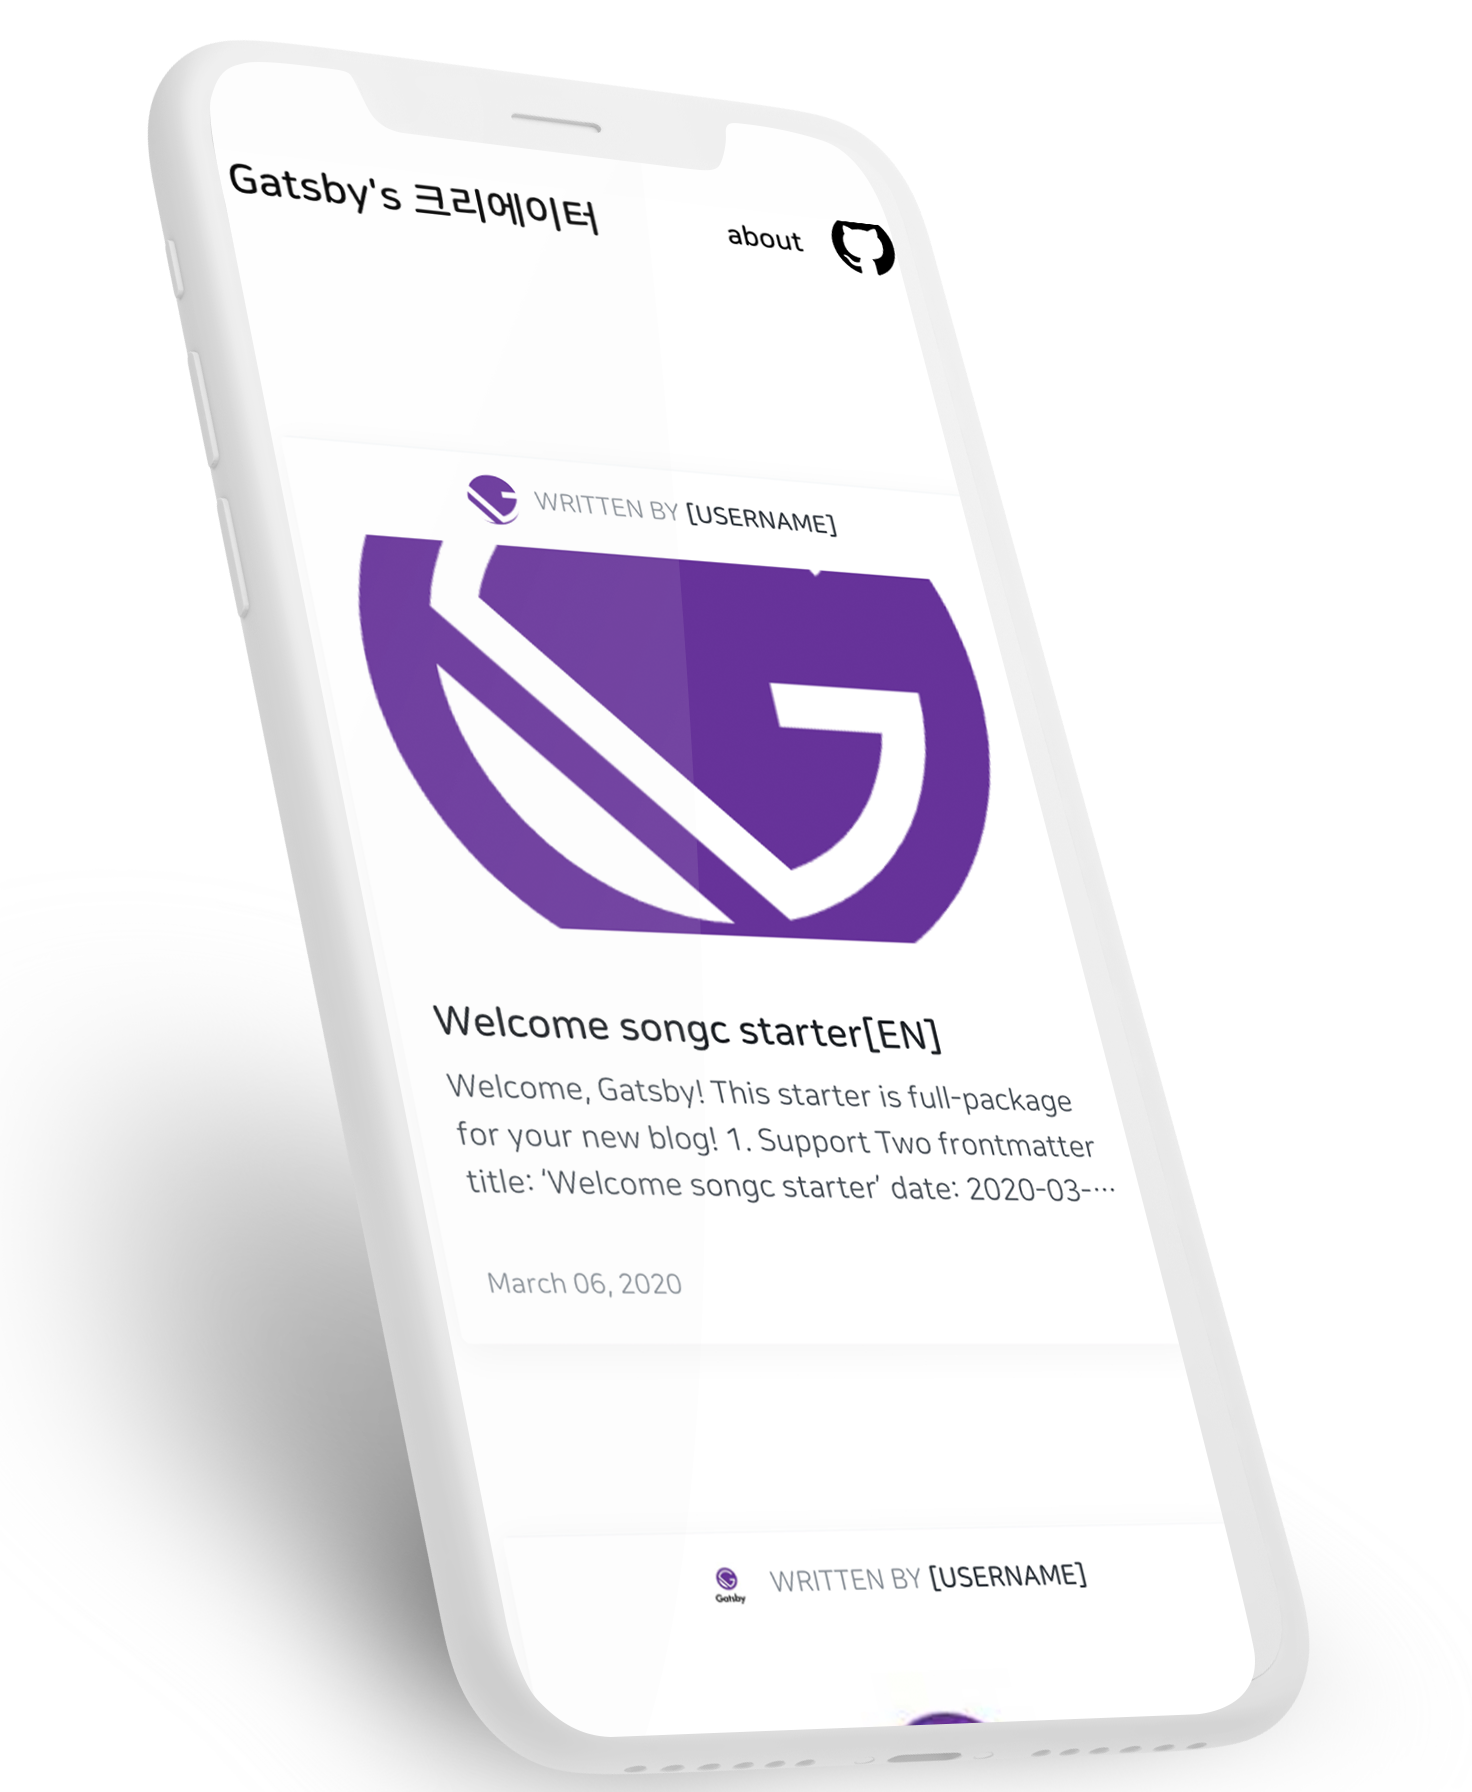 Gatsby's 크리에이터
about
WRITTEN BY [USERNAME]
Welcome songc starter[EN]
Welcome, Gatsby! This starter is full-package
for your new blog! 1. Support Two frontmatter
title: ‘Welcome songc starter’ date: 2020-03-…
March 06, 2020
Gatsby
WRITTEN BY [USERNAME]